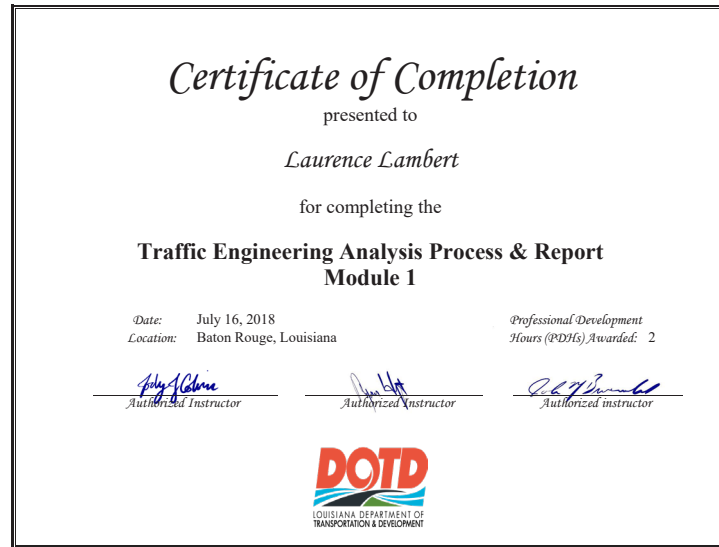 Certificate of Completion
presented to
Laurence Lambert
for completing the
Traffic Engineering Analysis Process & Report
Module 1
Date: July 16, 2018
Location: Baton Rouge, Louisiana
Professional Development
Hours (PDHs) Awarded: 2
Authorized Instructor
Authorized Instructor
Authorized instructor
DOTD
LOUISIANA DEPARTMENT OF
TRANSPORTATION & DEVELOPMENT